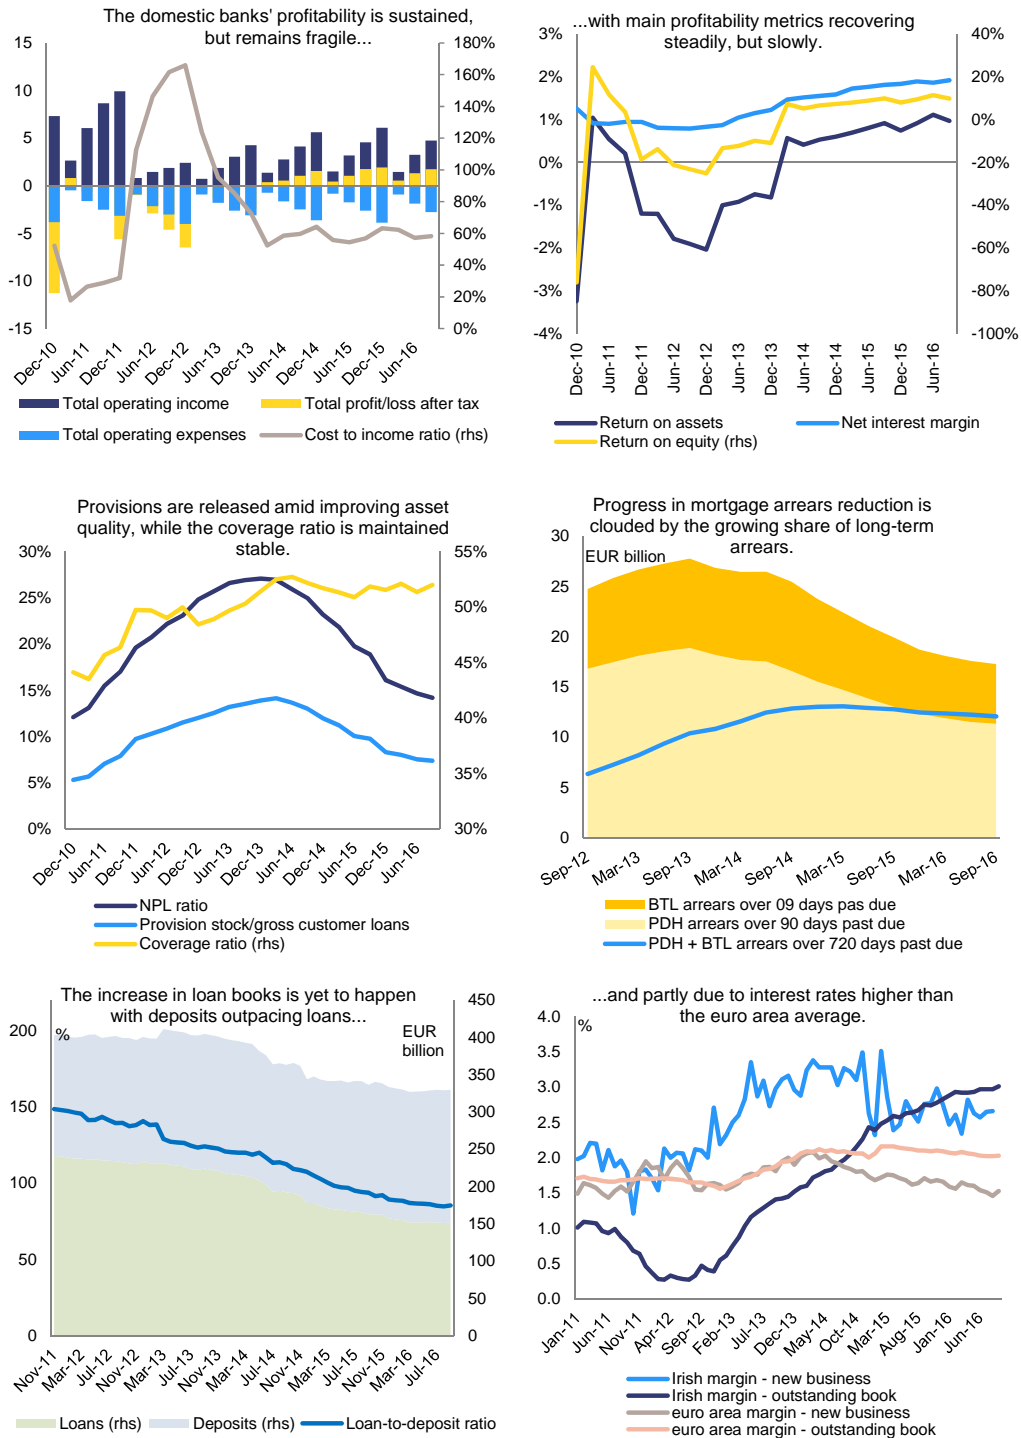 The domestic banks' profitability is sustained,
but remains fragile...
15
10
5
0
-5
-10
-15
180%
160%
140%
120%
100%
80%
60%
40%
20%
0%
Dec-10
Jun-11
Dec-11
Jun-12
Dec-12
Jun-13
Dec-13
Jun-14
Dec-14
Jun-15
Dec-15
Jun-16
Total operating income
Total profit/loss after tax
Total operating expenses
Cost to income ratio (rhs)
...with main profitability metrics recovering
steadily, but slowly.
3%
2%
1%
0%
-1%
-2%
-3%
-4%
40%
20%
0%
-20%
-40%
-60%
-80%
-100%
Dec-10
Jun-11
Dec-11
Jun-12
Dec-12
Jun-13
Dec-13
Jun-14
Dec-14
Jun-15
Dec-15
Jun-16
Return on assets
Net interest margin
Return on equity (rhs)
Provisions are released amid improving asset
quality, while the coverage ratio is maintained
stable.
30%
25%
20%
15%
10%
5%
0%
55%
50%
45%
40%
35%
30%
Dec-10
Jun-11
Dec-11
Jun-12
Dec-12
Jun-13
Dec-13
Jun-14
Dec-14
Jun-15
Dec-15
Jun-16
NPL ratio
Provision stock/gross customer loans
Coverage ratio (rhs)
Progress in mortgage arrears reduction is
clouded by the growing share of long-term
arrears.
EUR billion
30
25
20
15
10
5
0
Sep-12
Mar-13
Sep-13
Mar-14
Sep-14
Mar-15
Sep-15
Mar-16
Sep-16
BTL arrears over 09 days pas due
PDH arrears over 90 days past due
PDH + BTL arrears over 720 days past due
The increase in loan books is yet to happen
with deposits outpacing loans...
%
EUR
billion
200
150
100
50
0
450
400
350
300
250
200
150
100
50
0
Nov-11
Mar-12
Jul-12
Nov-12
Mar-13
Jul-13
Nov-13
Mar-14
Jul-14
Nov-14
Mar-15
Jul-15
Nov-15
Mar-16
Jul-16
Loans (rhs)
Deposits (rhs)
Loan-to-deposit ratio
...and partly due to interest rates higher than
the euro area average.
%
4.0
3.5
3.0
2.5
2.0
1.5
1.0
0.5
0.0
Jan-11
Jun-11
Nov-11
Apr-12
Sep-12
Feb-13
Jul-13
Dec-13
May-14
Oct-14
Mar-15
Aug-15
Jan-16
Jun-16
Irish margin - new business
Irish margin - outstanding book
euro area margin - new business
euro area margin - outstanding book